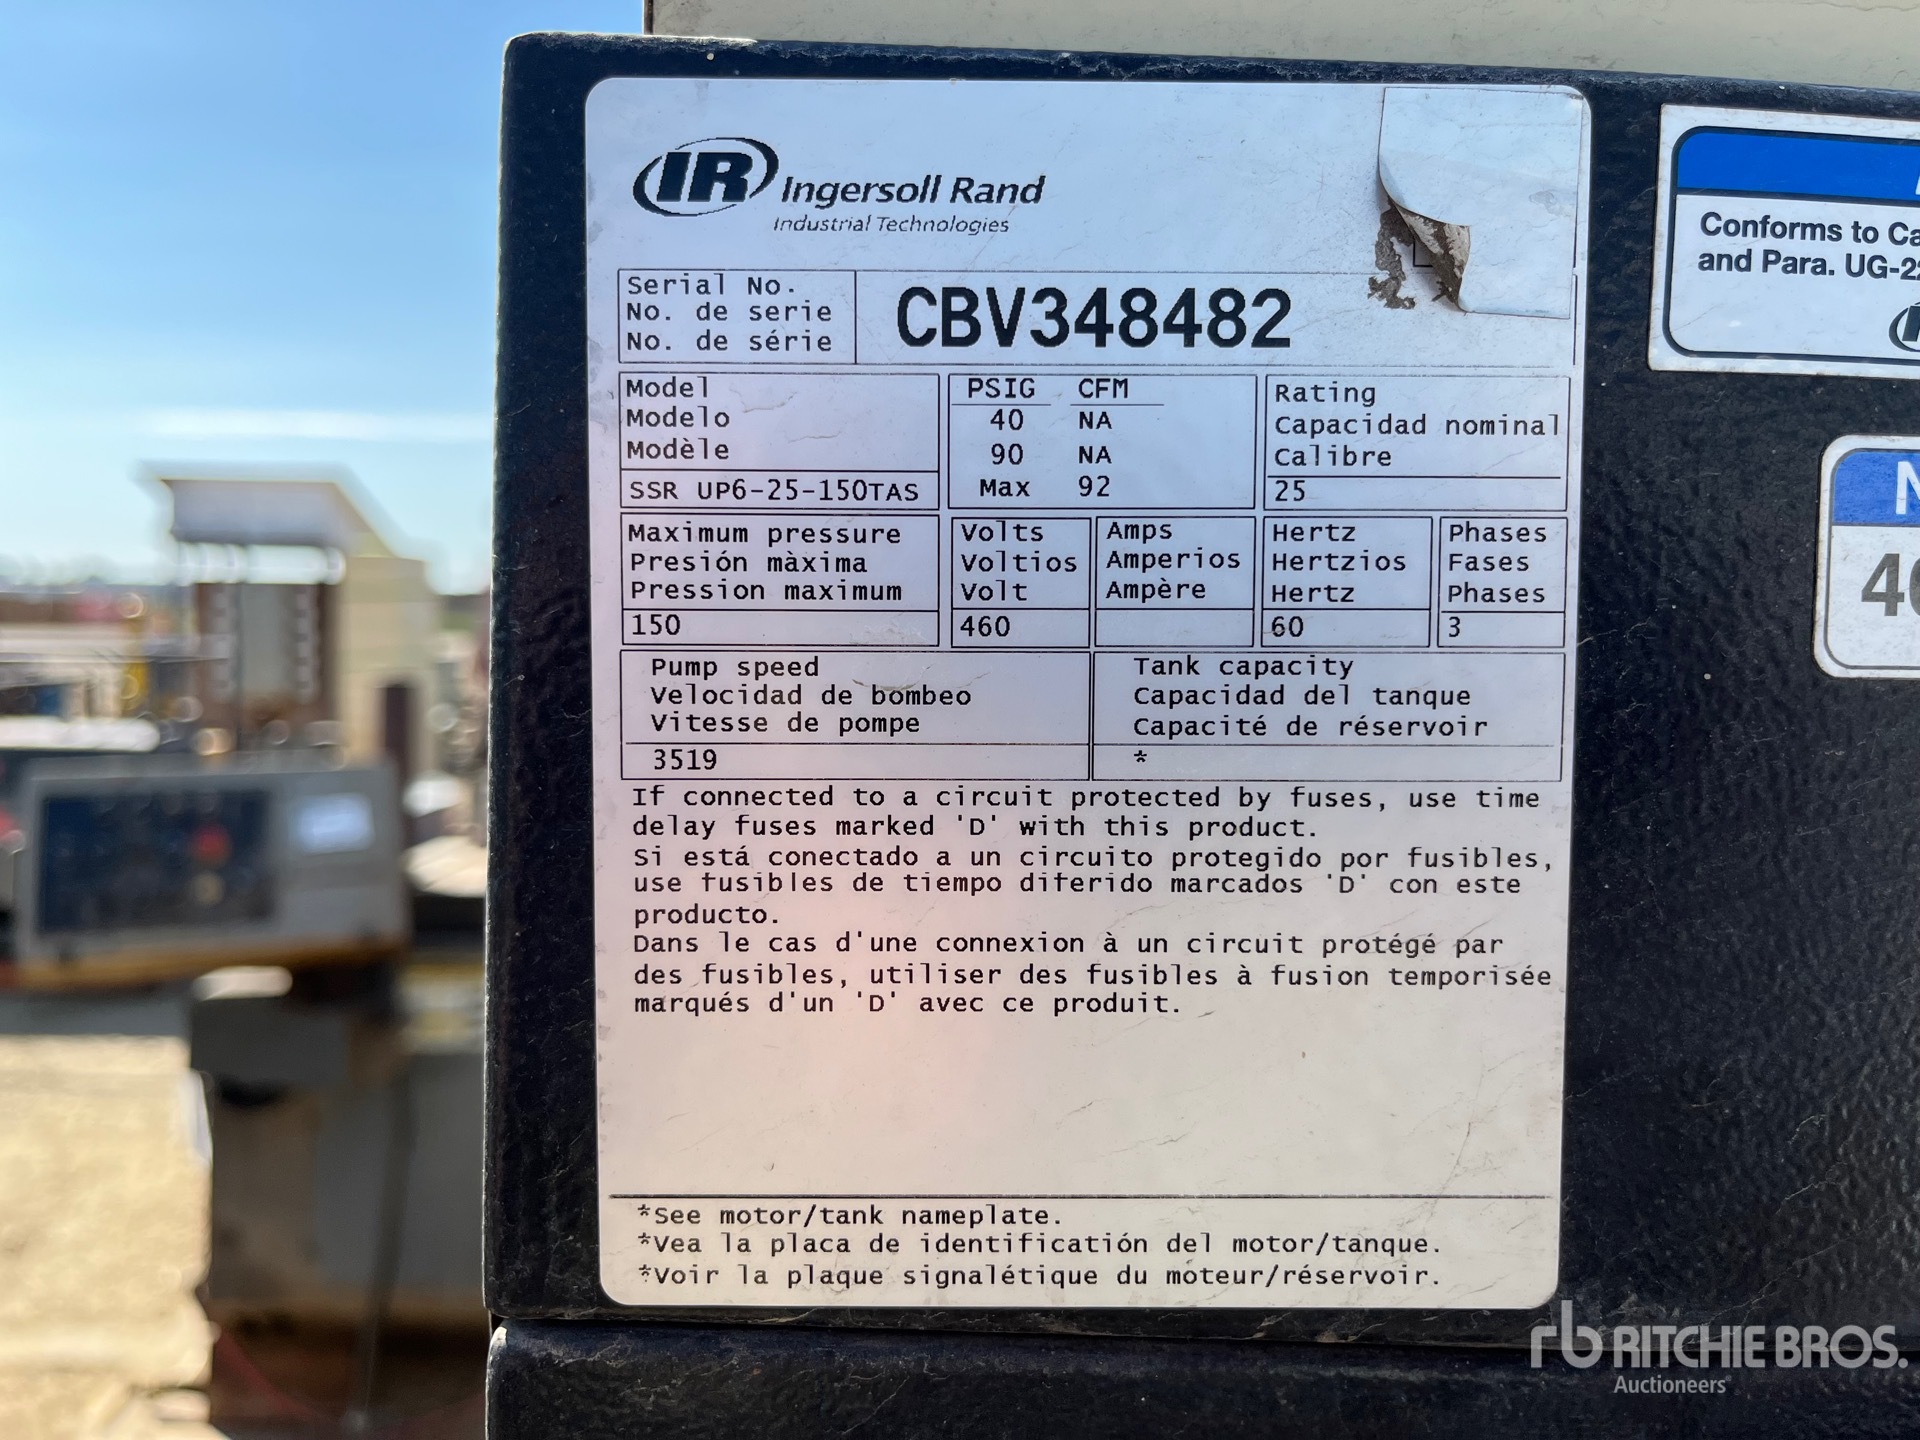 IR Ingersoll Rand
Industrial Technologies
Serial No.
No. de serie
No. de série
CBV348482
Model
Modelo
Modèle
SSR UP6-25-150TAS
PSIG CFM
40 NA
90 NA
Max 92
Rating
Capacidad nominal
Calibre
25
Maximum pressure
Presión màxima
Pression maximum
150
Volts
Voltios
Volt
460
Amps
Amperios
Ampère
Hertz
Hertzios
Hertz
60
Phases
Fases
Phases
3
Pump speed
Velocidad de bombeo
Vitesse de pompe
3519
Tank capacity
Capacidad del tanque
Capacité de réservoir
*
If connected to a circuit protected by fuses, use time
delay fuses marked 'D' with this product.
Si está conectado a un circuito protegido por fusibles,
use fusibles de tiempo diferido marcados 'D' con este
producto.
Dans le cas d'une connexion à un circuit protégé par
des fusibles, utiliser des fusibles à fusion temporisée
marqués d'un 'D' avec ce produit.
*See motor/tank nameplate.
*Vea la placa de identificatión del motor/tanque.
*Voir la plaque signalétique du moteur/réservoir.
Conforms to
and Para.
rb RITCHIE BROS.
Auctioneers